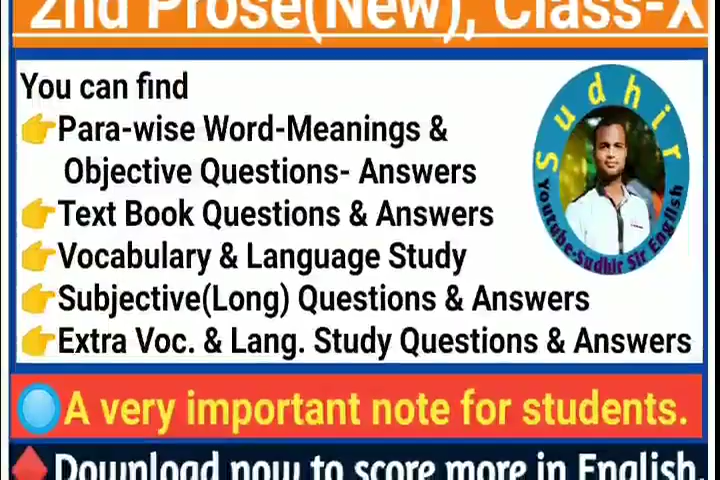 2nd Prose(New), Class-X
You can find
👉Para-wise Word-Meanings &
Objective Questions- Answers
👉Text Book Questions & Answers
👉Vocabulary & Language Study
👉Subjective(Long) Questions & Answers
👉Extra Voc. & Lang. Study Questions & Answers
Sudhir
Youtube-Sudhir Sir English
🔵A very important note for students.
♦Download now to score more in English.